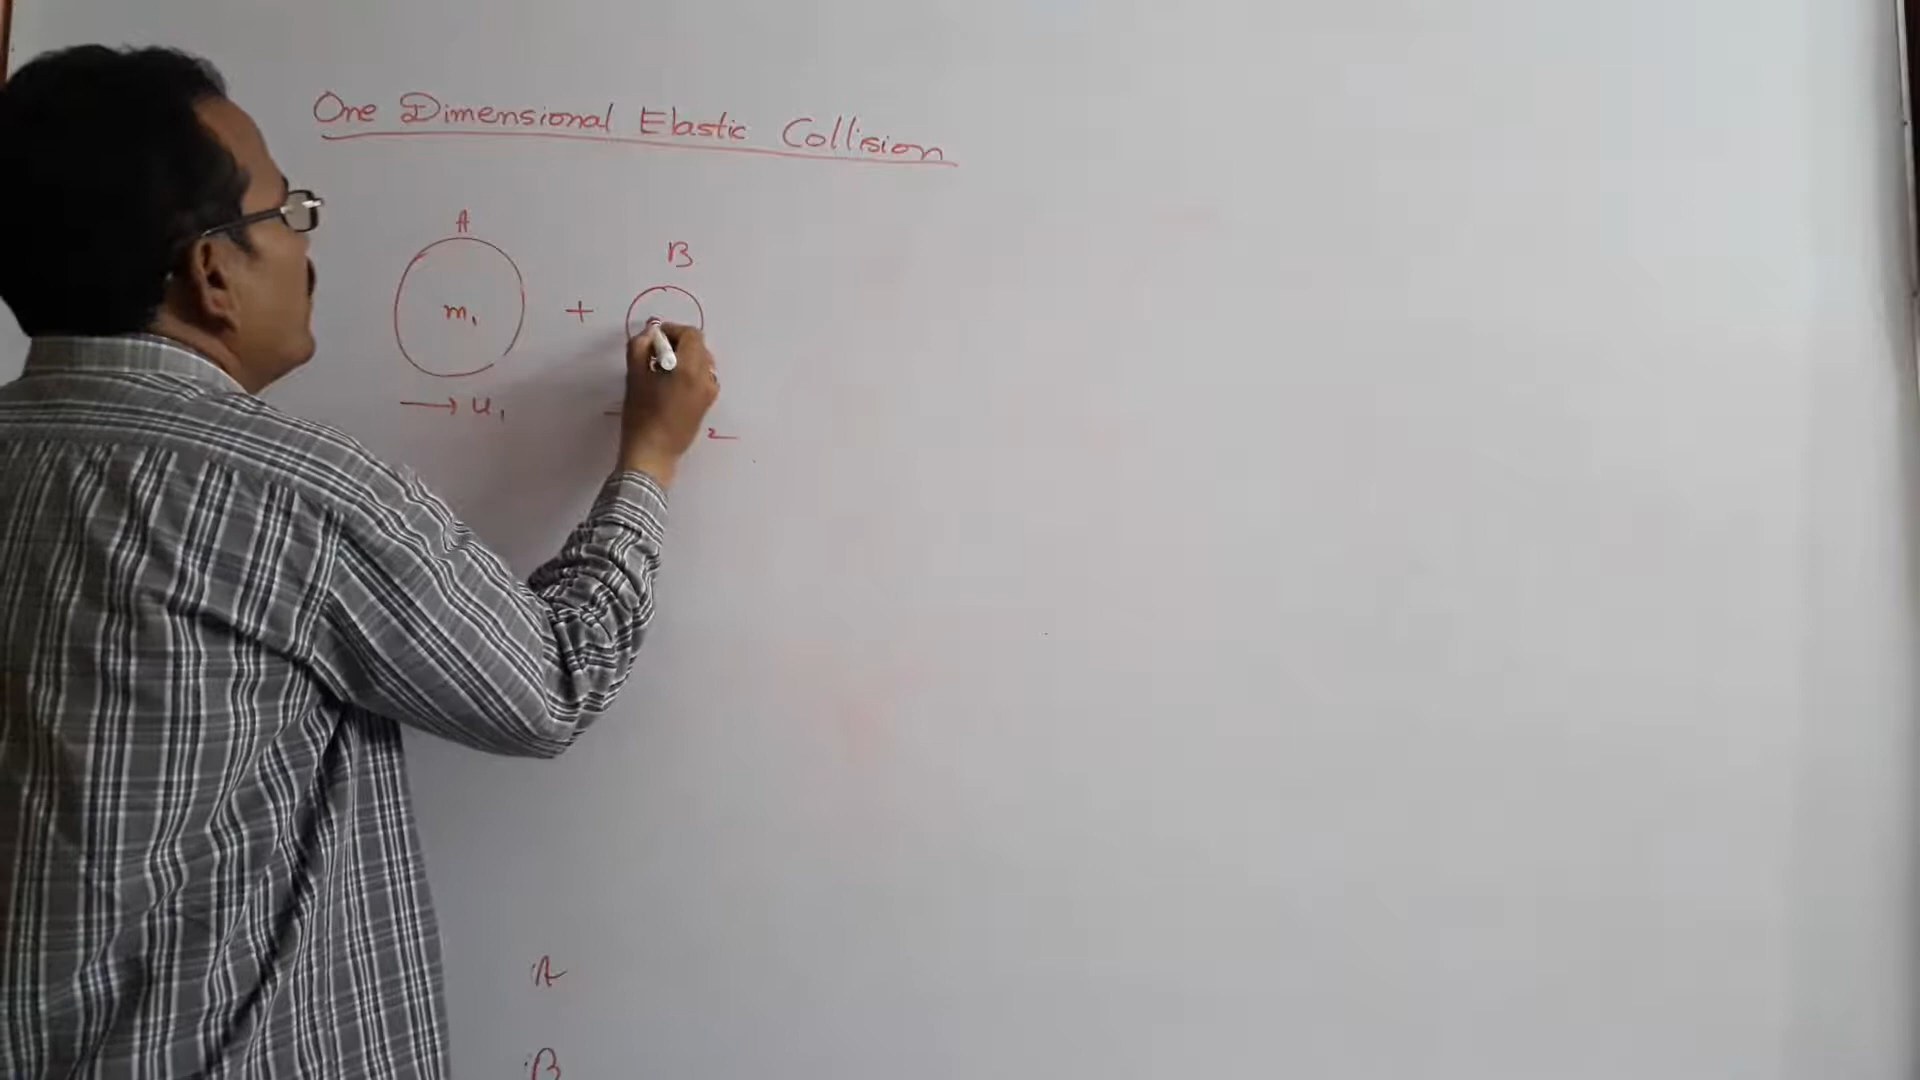 One Dimensional Elastic Collision
A
B
m₁ +
→ u₁
2
A
B